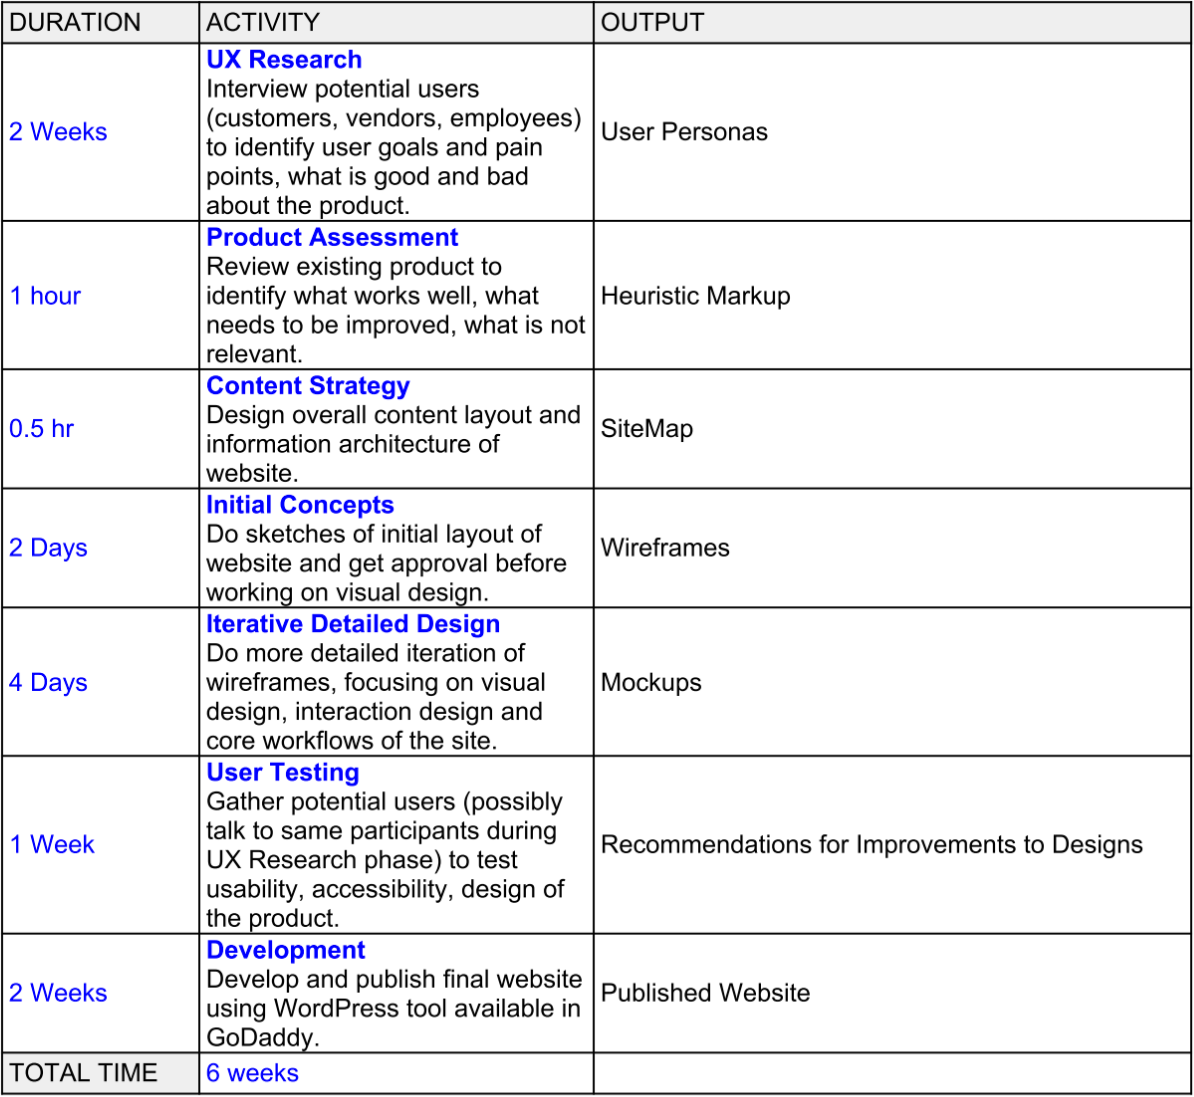 DURATION
ACTIVITY
OUTPUT
2 Weeks
UX Research
Interview potential users
(customers, vendors, employees)
to identify user goals and pain
points, what is good and bad
about the product.
User Personas
1 hour
Product Assessment
Review existing product to
identify what works well, what
needs to be improved, what is not
relevant.
Heuristic Markup
0.5 hr
Content Strategy
Design overall content layout and
information architecture of
website.
SiteMap
2 Days
Initial Concepts
Do sketches of initial layout of
website and get approval before
working on visual design.
Wireframes
4 Days
Iterative Detailed Design
Do more detailed iteration of
wireframes, focusing on visual
design, interaction design and
core workflows of the site.
Mockups
1 Week
User Testing
Gather potential users (possibly
talk to same participants during
UX Research phase) to test
usability, accessibility, design of
the product.
Recommendations for Improvements to Designs
2 Weeks
Development
Develop and publish final website
using WordPress tool available in
GoDaddy.
Published Website
TOTAL TIME
6 weeks